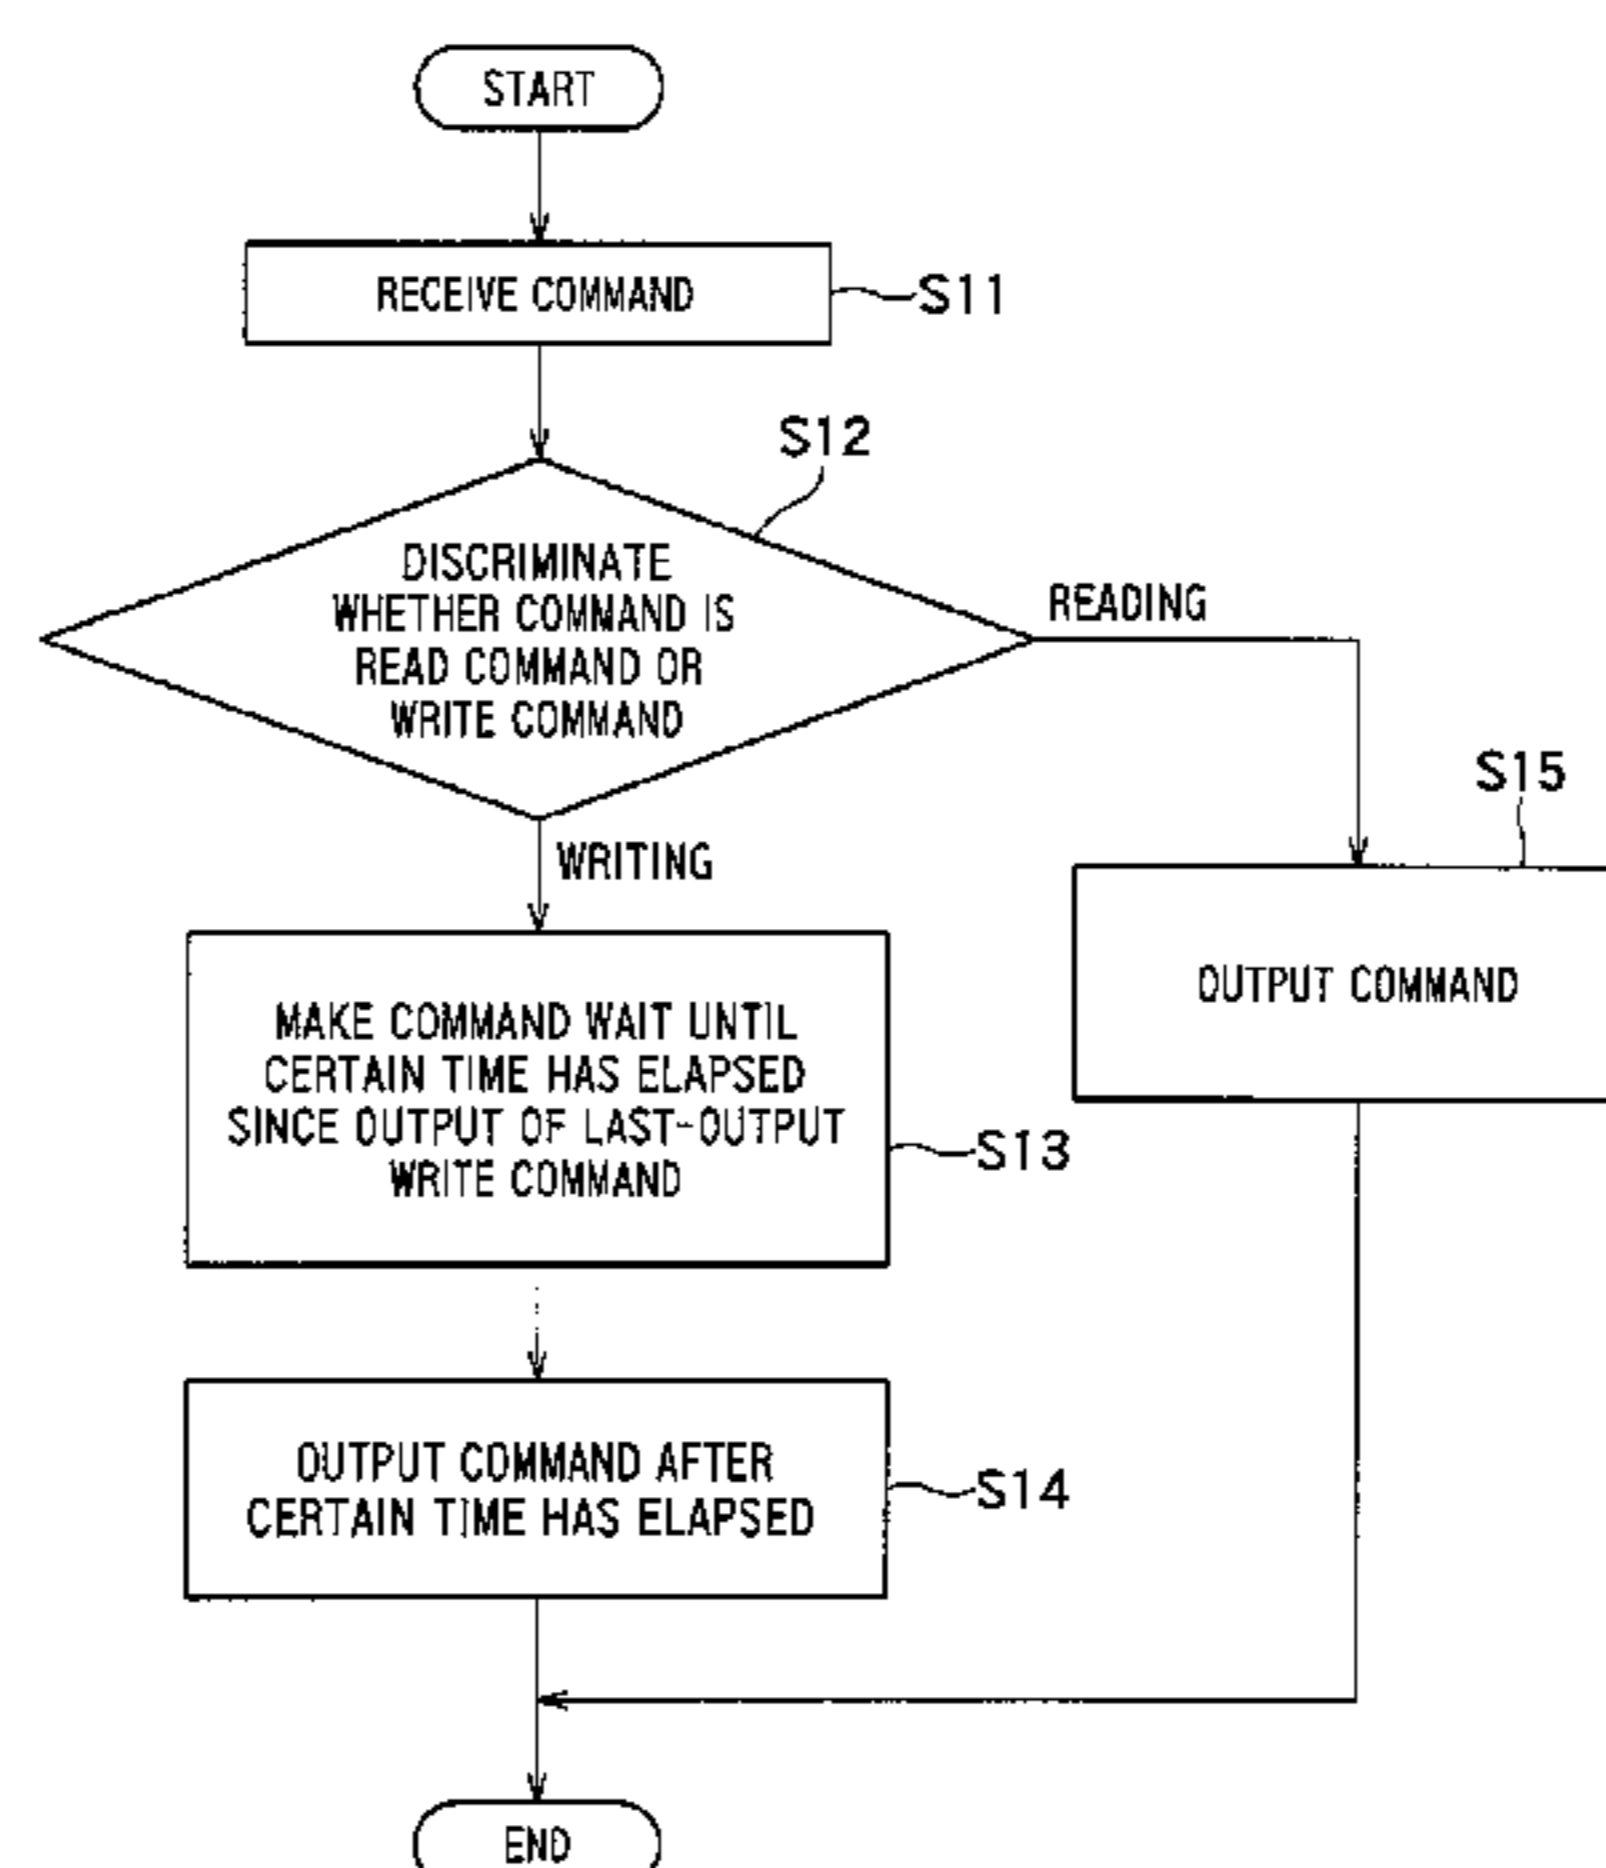 START
RECEIVE COMMAND
S11
S12
DISCRIMINATE
WHETHER COMMAND IS
READ COMMAND OR
WRITE COMMAND
READING
WRITING
S15
OUTPUT COMMAND
MAKE COMMAND WAIT UNTIL
CERTAIN TIME HAS ELAPSED
SINCE OUTPUT OF LAST-OUTPUT
WRITE COMMAND
S13
OUTPUT COMMAND AFTER
CERTAIN TIME HAS ELAPSED
S14
END